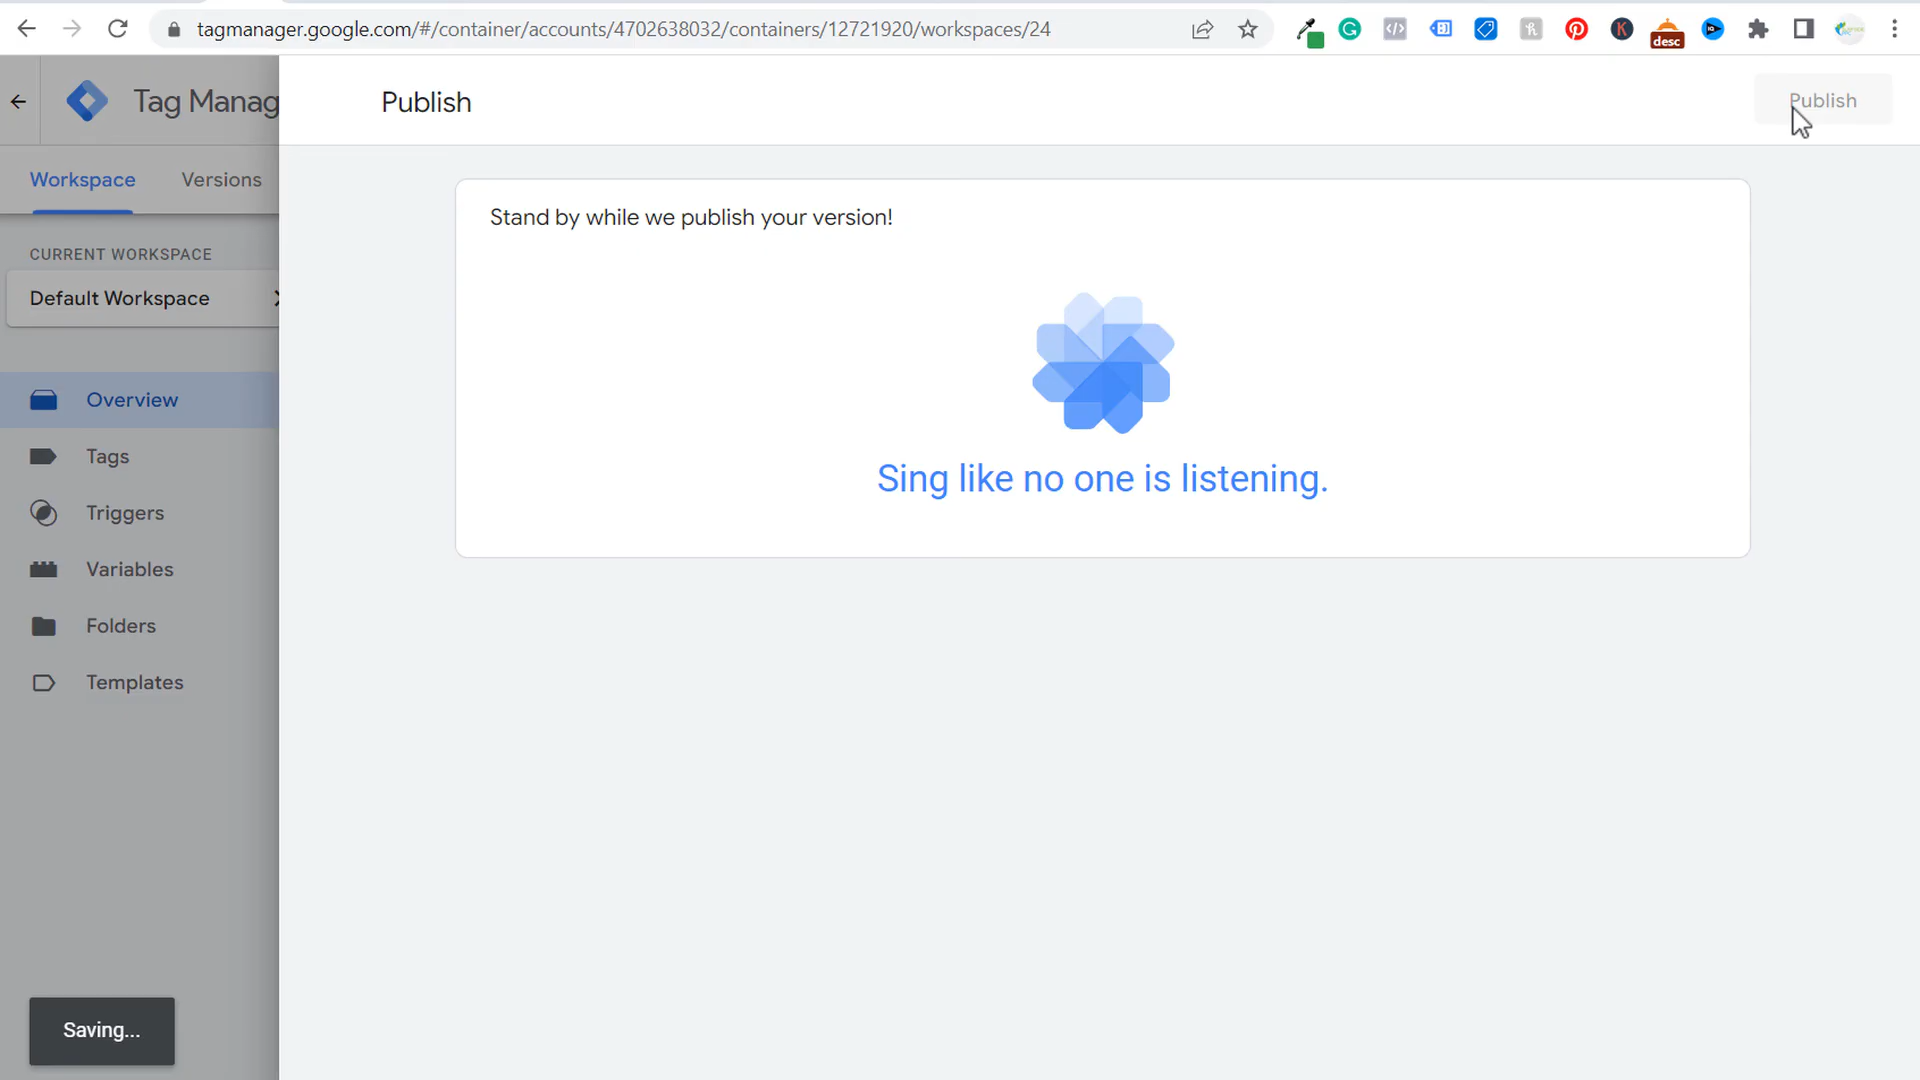 tagmanager.google.com/#/container/accounts/4702638032/containers/12721920/workspaces/24
desc
Tag Manag
Publish
Publish
Workspace
Versions
Stand by while we publish your version!
CURRENT WORKSPACE
Default Workspace
Overview
Sing like no one is listening.
Tags
Triggers
Variables
Folders
Templates
Saving...